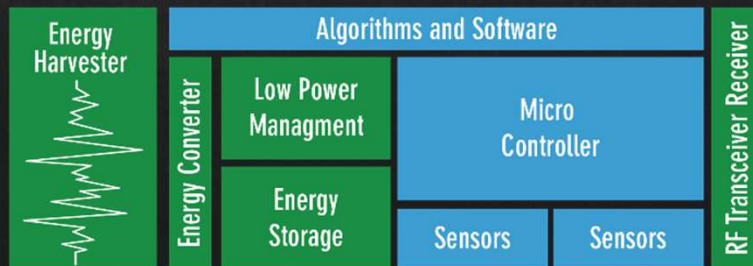 Energy
Harvester
Algorithms and Software
Energy Converter
Low Power
Managment
Energy
Storage
Micro
Controller
Sensors
Sensors
RF Transceiver Receiver